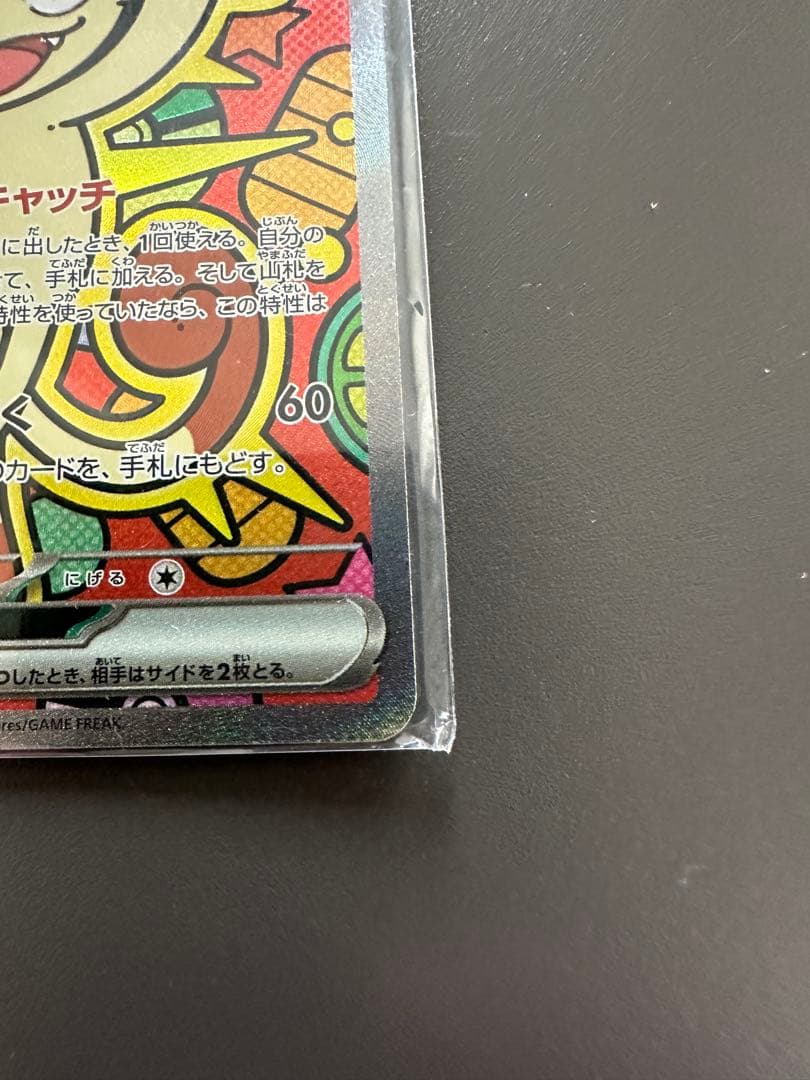 キャッチ
に出したとき、1回使える。自分の
て、手札に加える。そして山札を
特性を使っていたなら、この特性は
く 60
のカードを、手札にもどす。
にげる
つしたとき、相手はサイドを2枚とる。
res/GAME FREAK.